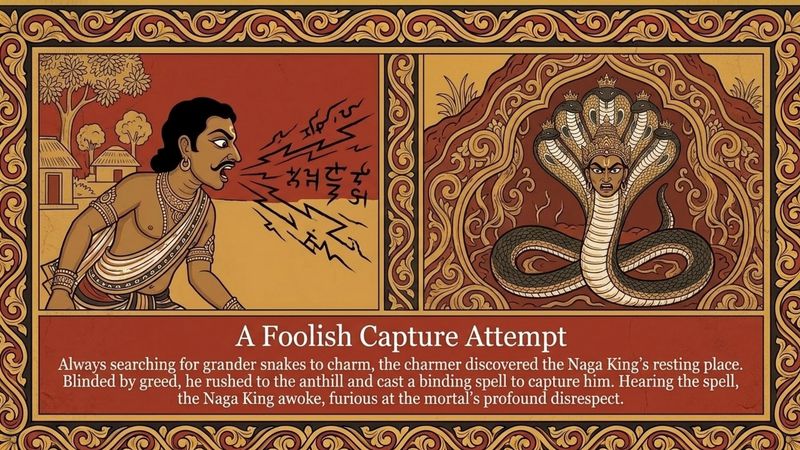 A Foolish Capture Attempt
Always searching for grander snakes to charm, the charmer discovered the Naga King's resting place.
Blinded by greed, he rushed to the anthill and cast a binding spell to capture him. Hearing the spell,
the Naga King awoke, furious at the mortal's profound disrespect.